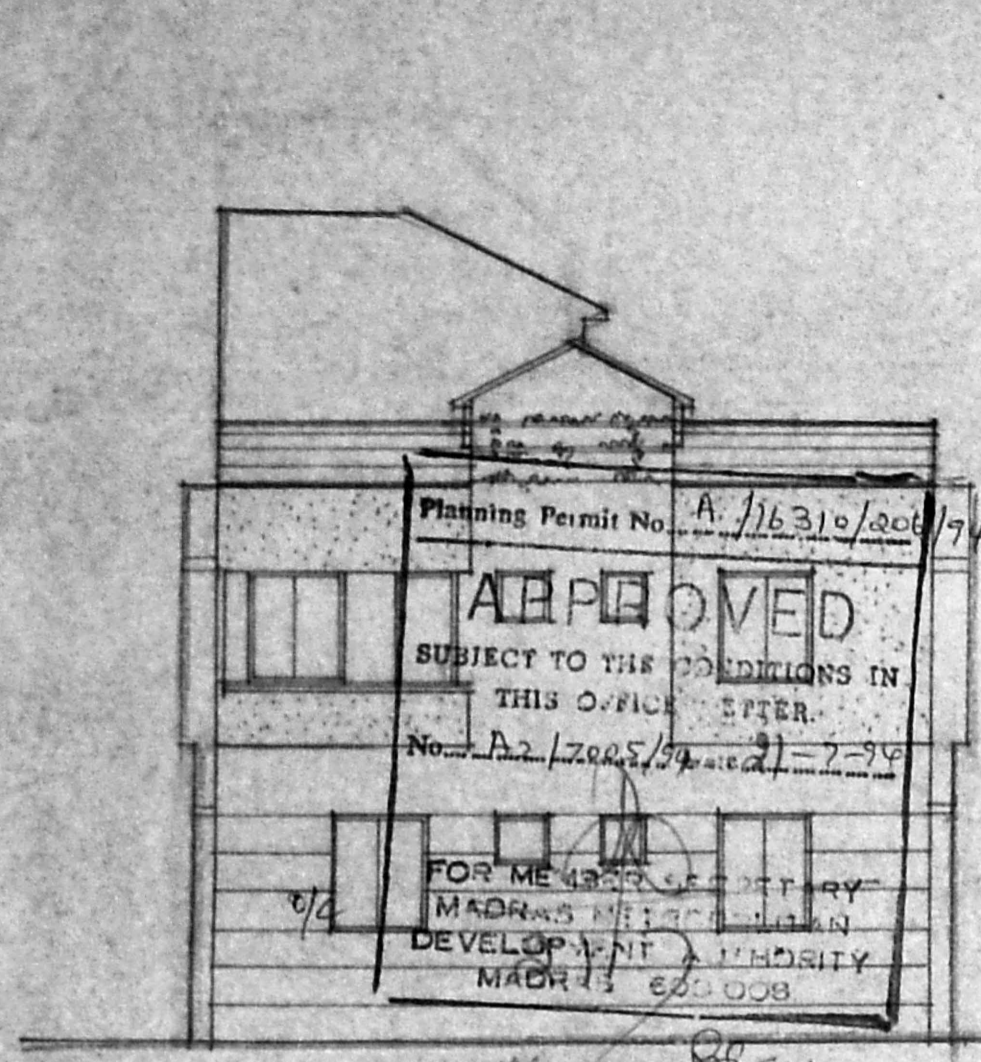 Planning Permit No. A /16310/206/94
APPROVED
SUBJECT TO THE CONDITIONS IN
THIS OFFICE LETTER.
No. A2/7005/94 21-7-94
FOR MEMBER SECRETARY
MADRAS METROPOLITAN
DEVELOPMENT AUTHORITY
MADRAS 600 008